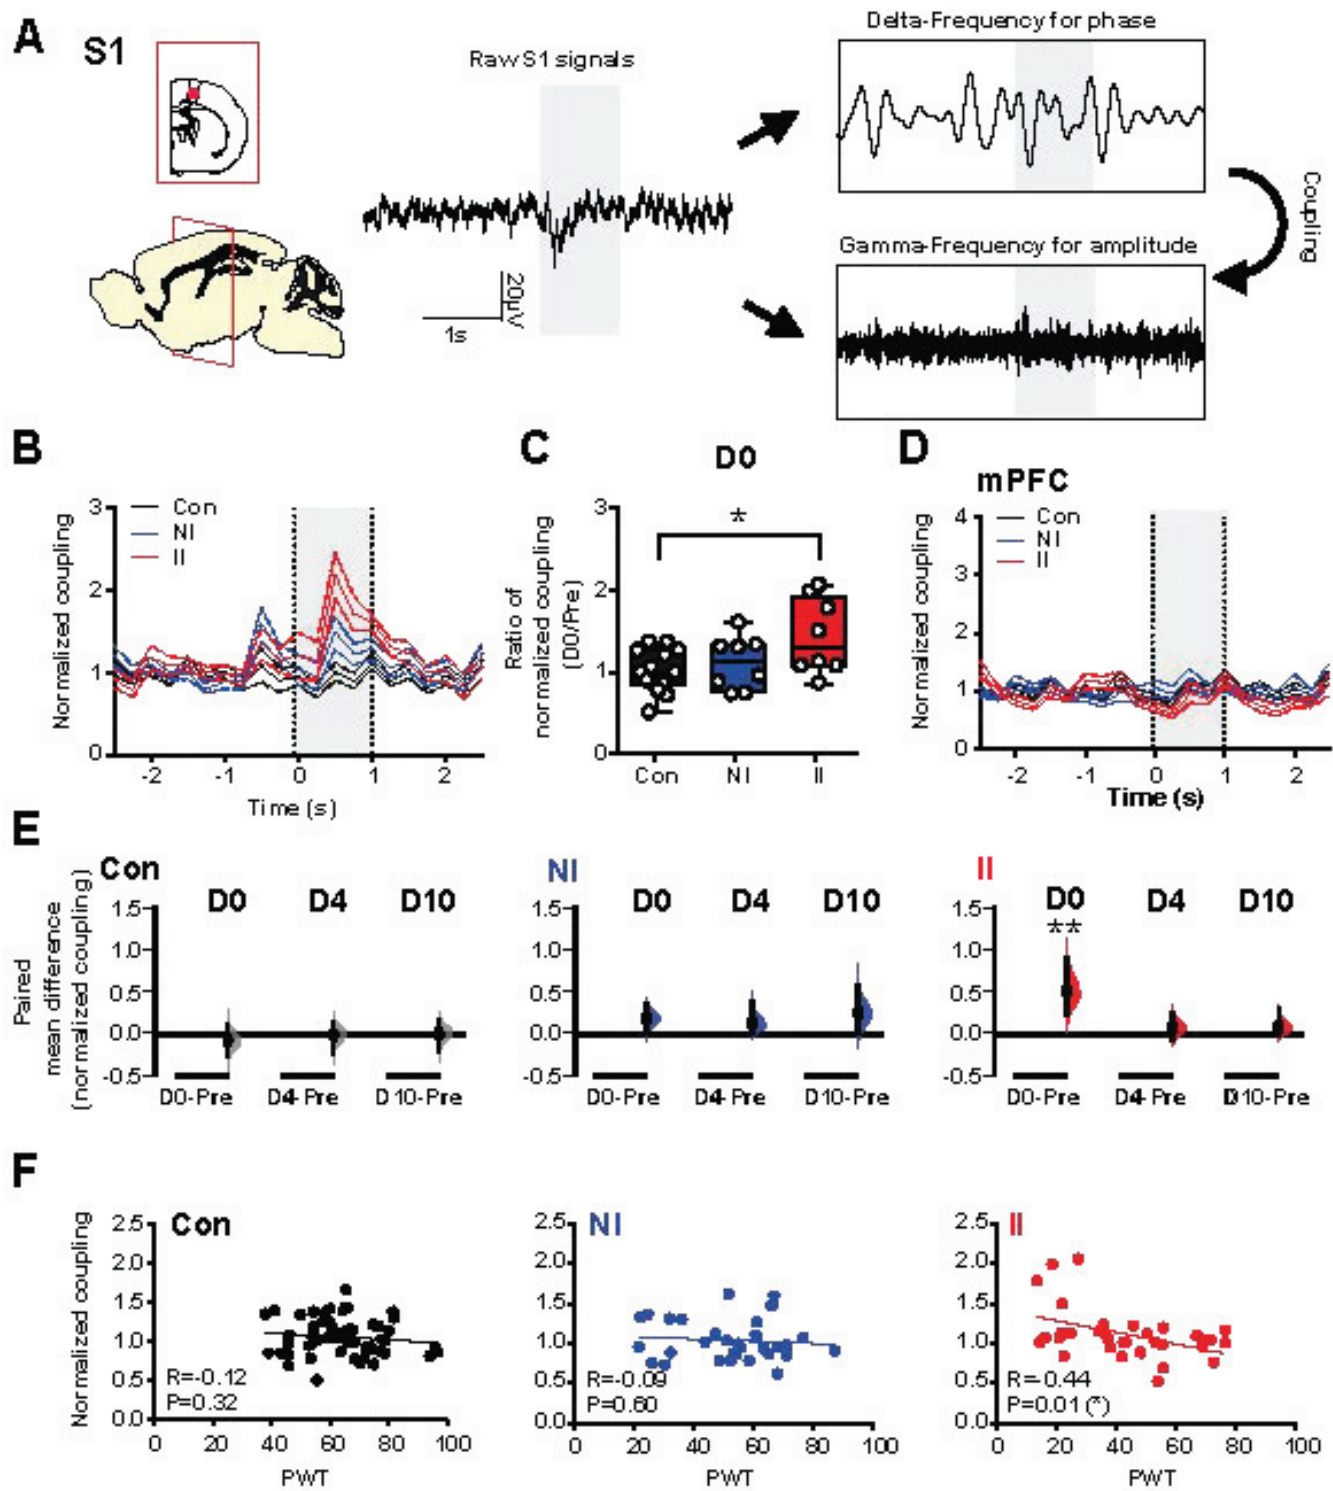 A
S1
Raw S1 signals
1s
20μV
Delta-Frequency for phase
Gamma-Frequency for amplitude
Coupling
B
Normalized coupling
3
2
1
0
Con
NI
II
-2 -1 0 1 2
Time (s)
C
D0
Ratio of
normalized coupling
(D0/Pre)
3
2
1
0
*
Con NI II
D
mPFC
Normalized coupling
4
3
2
1
0
Con
NI
II
-2 -1 0 1 2
Time (s)
E
Paired
mean difference
(normalized coupling)
Con
D0 D4 D10
1.5
1.0
0.5
0.0
-0.5
D0-Pre D4-Pre D10-Pre
NI
D0 D4 D10
1.5
1.0
0.5
0.0
-0.5
D0-Pre D4-Pre D10-Pre
II
D0 D4 D10
**
1.5
1.0
0.5
0.0
-0.5
D0-Pre D4-Pre D10-Pre
F
Normalized coupling
Con
2.5
2.0
1.5
1.0
0.5
0.0
R=-0.12
P=0.32
0 20 40 60 80 100
PWT
NI
2.5
2.0
1.5
1.0
0.5
0.0
R=-0.09
P=0.60
0 20 40 60 80 100
PWT
II
2.5
2.0
1.5
1.0
0.5
0.0
R=-0.44
P=0.01 (*)
0 20 40 60 80 100
PWT